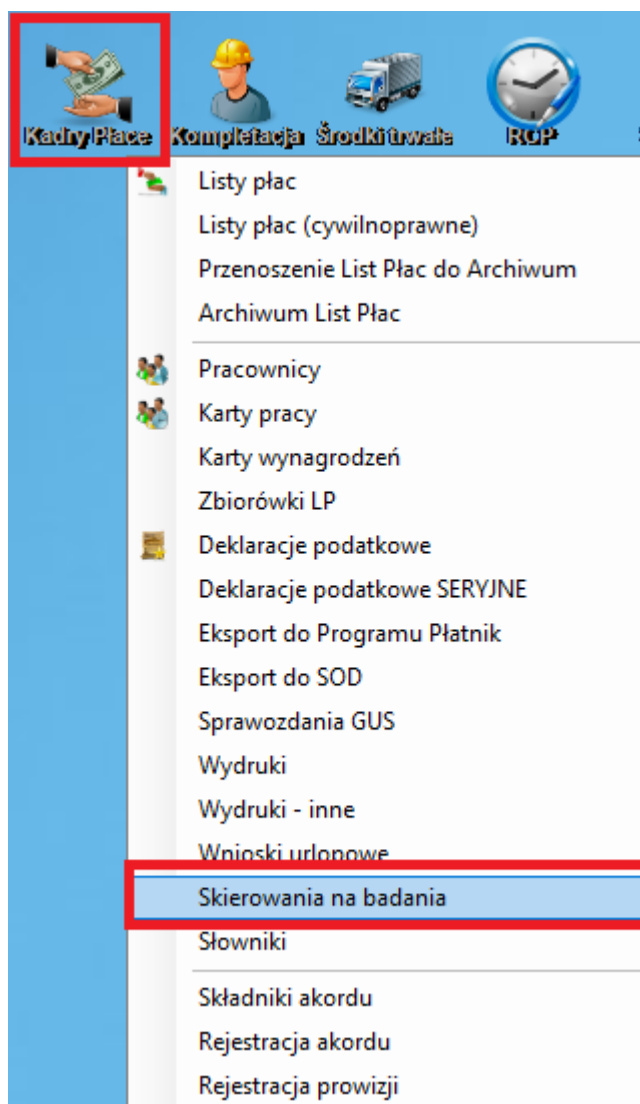 Kadry Płace Kompletacja Środki trwałe RCP
Listy płac
Listy płac (cywilnoprawne)
Przenoszenie List Płac do Archiwum
Archiwum List Płac
Pracownicy
Karty pracy
Karty wynagrodzeń
Zbiorówki LP
Deklaracje podatkowe
Deklaracje podatkowe SERYJNE
Eksport do Programu Płatnik
Eksport do SOD
Sprawozdania GUS
Wydruki
Wydruki - inne
Wnioski urlopowe
Skierowania na badania
Słowniki
Składniki akordu
Rejestracja akordu
Rejestracja prowizji